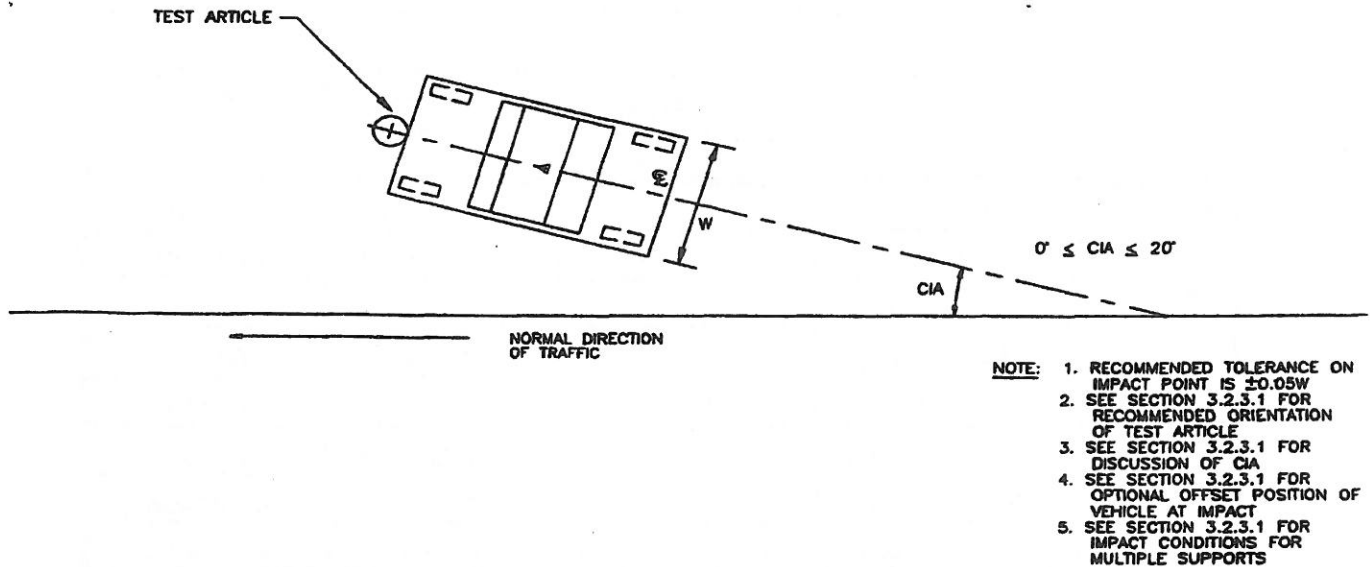 TEST ARTICLE
℄
W
0° ≤ CIA ≤ 20°
CIA
NORMAL DIRECTION
OF TRAFFIC
NOTE: 1. RECOMMENDED TOLERANCE ON
IMPACT POINT IS ±0.05W
2. SEE SECTION 3.2.3.1 FOR
RECOMMENDED ORIENTATION
OF TEST ARTICLE
3. SEE SECTION 3.2.3.1 FOR
DISCUSSION OF CIA
4. SEE SECTION 3.2.3.1 FOR
OPTIONAL OFFSET POSITION OF
VEHICLE AT IMPACT
5. SEE SECTION 3.2.3.1 FOR
IMPACT CONDITIONS FOR
MULTIPLE SUPPORTS